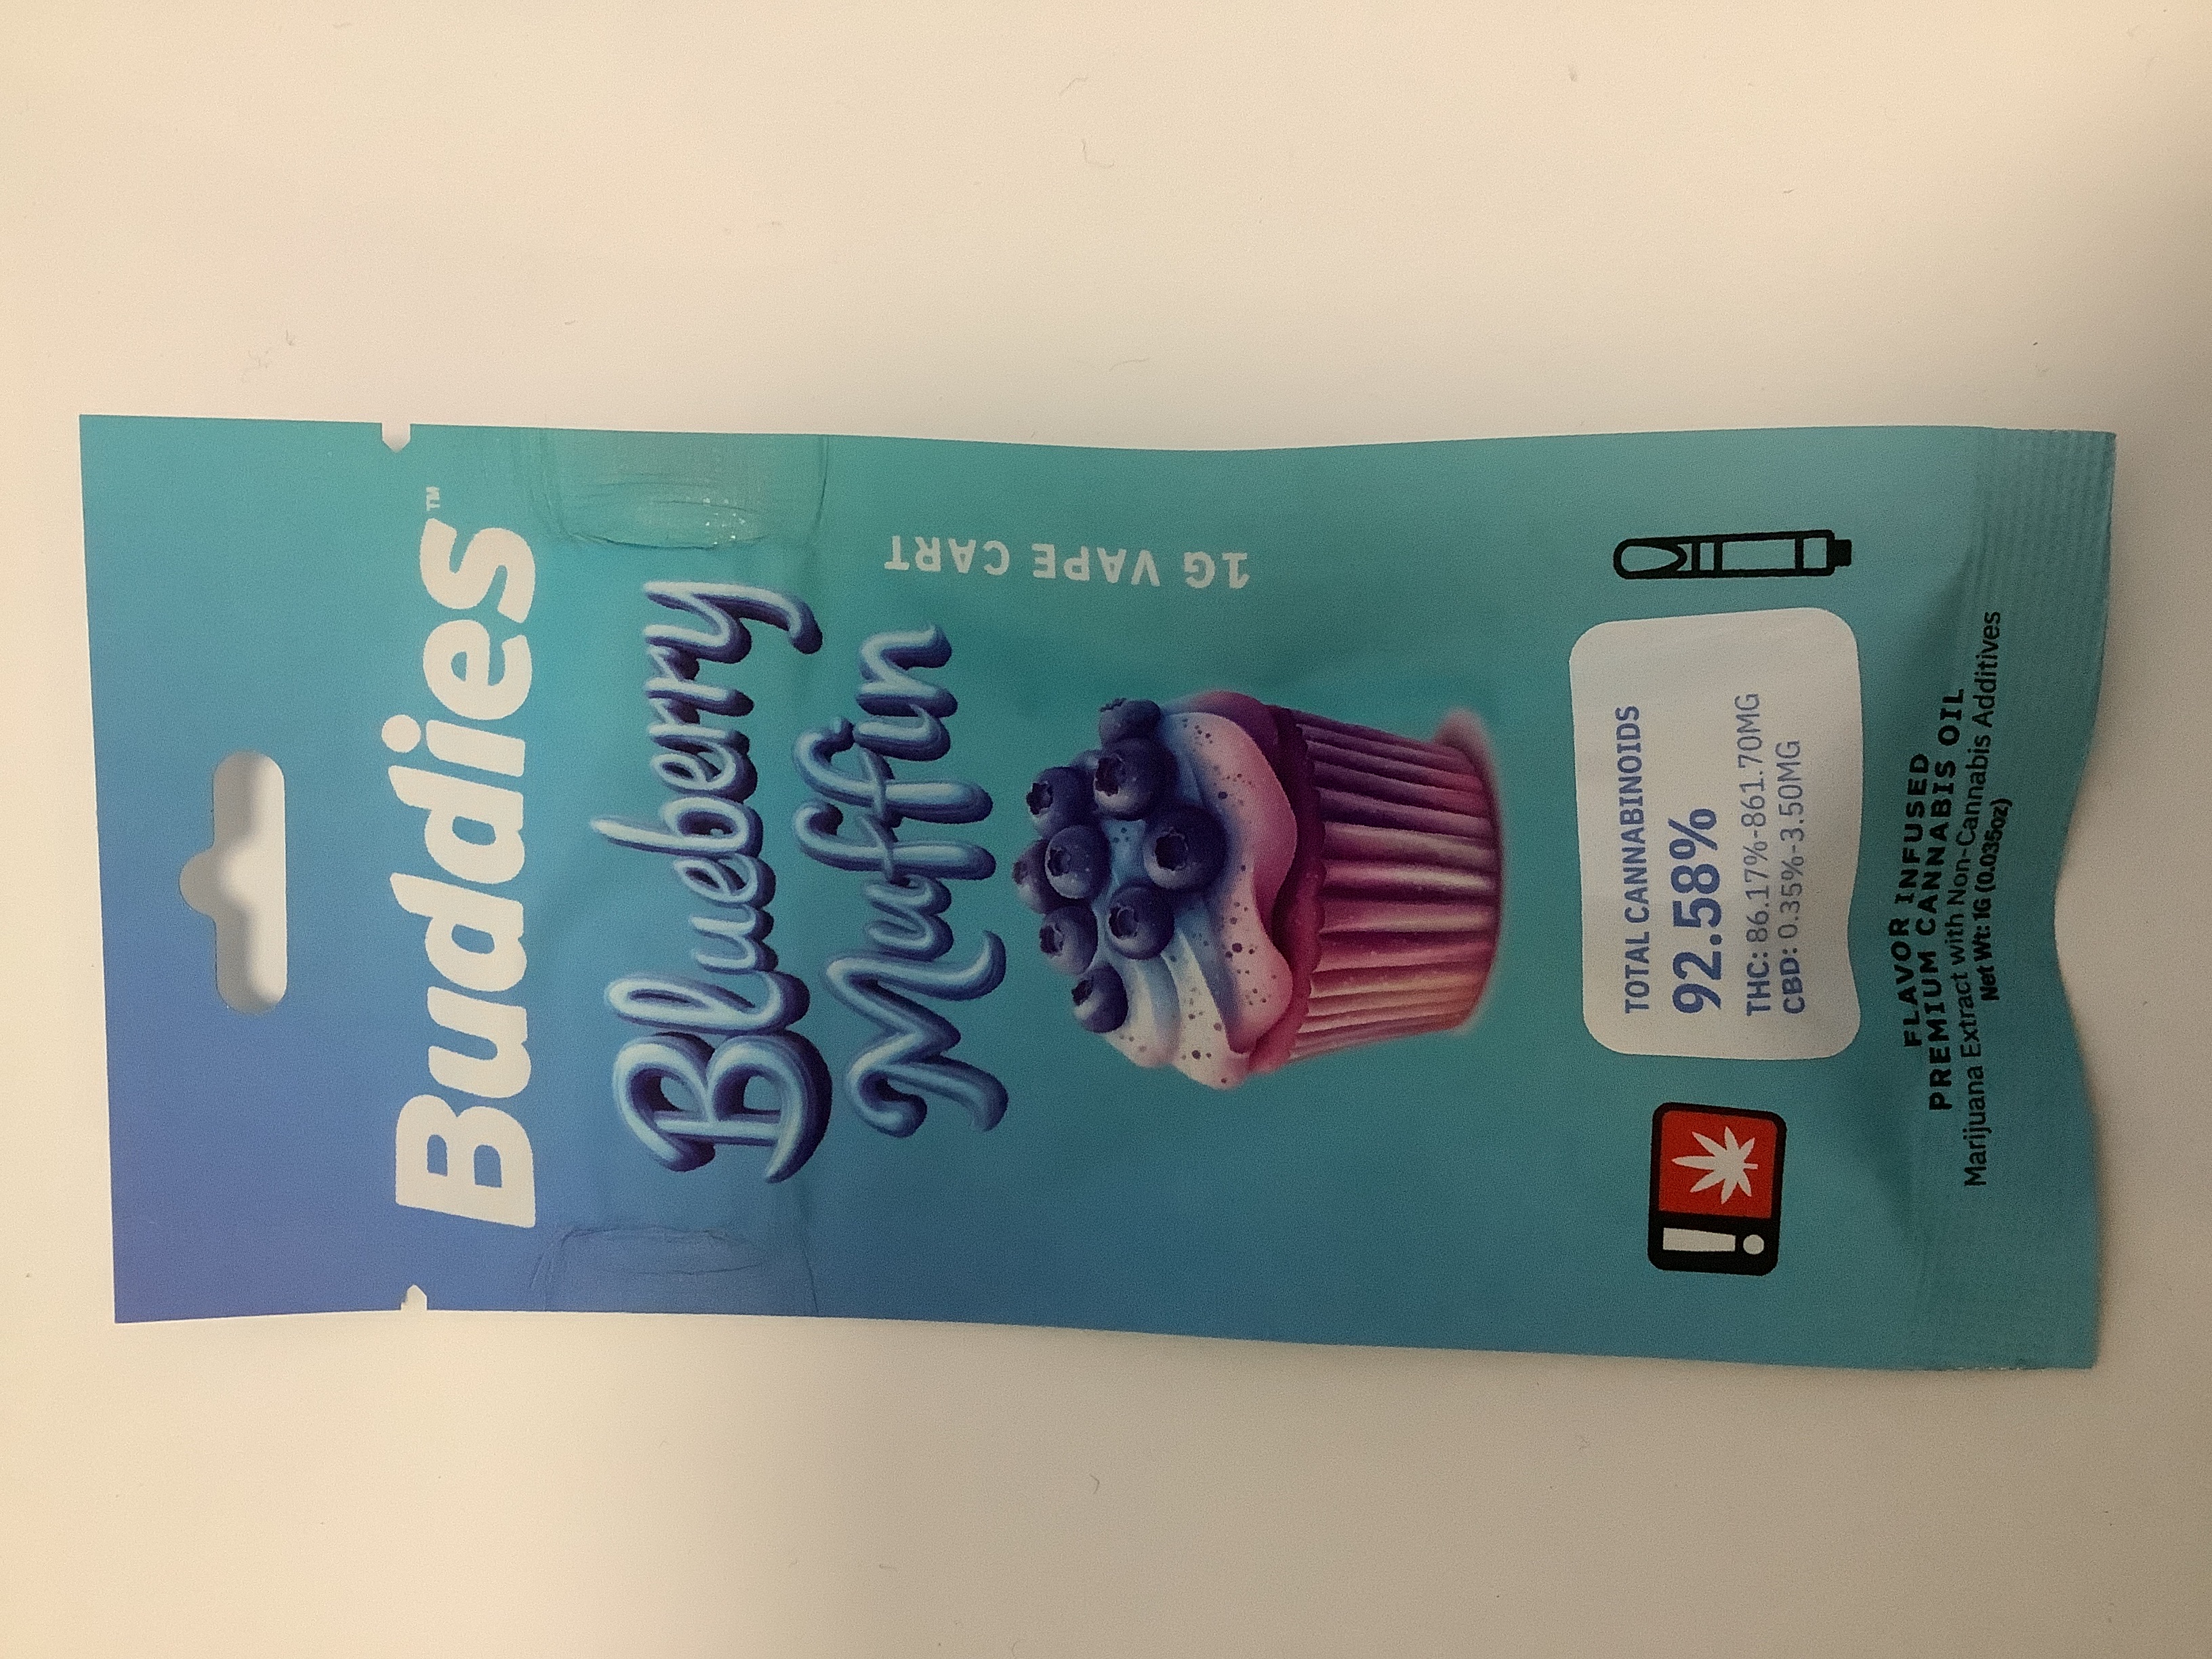 Buddies™
Blueberry
Muffin
1G VAPE CART
TOTAL CANNABINOIDS
92.58%
THC: 86.17%-861.70MG
CBD: 0.35%-3.50MG
FLAVOR INFUSED
PREMIUM CANNABIS OIL
Marijuana Extract with Non-Cannabis Additives
Net Wt: 1G (0.035oz)